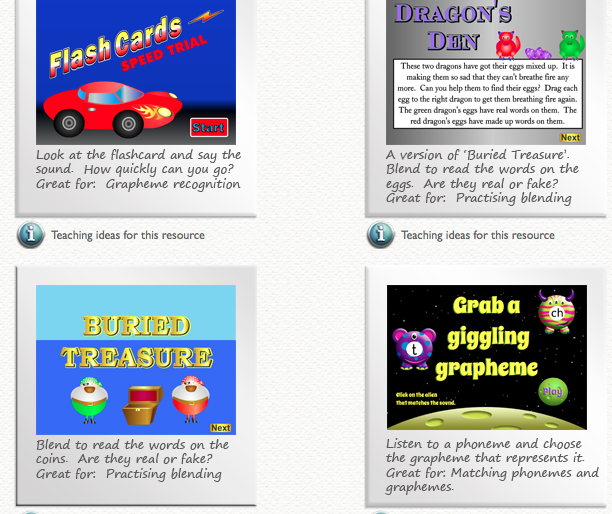 Flash Cards
SPEED TRIAL
Start
Look at the flashcard and say the
sound. How quickly can you go?
Great for: Grapheme recognition
Teaching ideas for this resource
DRAGON'S
DEN
These two dragons have got their eggs mixed up. It is
making them so sad that they can't breathe fire any
more. Can you help them to find their eggs? Drag each
egg to the right dragon to get them breathing fire again.
The green dragon's eggs have real words on them. The
red dragon's eggs have made up words on them.
Next
A version of 'Buried Treasure'.
Blend to read the words on the
eggs. Are they real or fake?
Great for: Practising blending
Teaching ideas for this resource
BURIED
TREASURE
Next
Blend to read the words on the
coins. Are they real or fake?
Great for: Practising blending
Grab a
giggling
grapheme
ch
t
Click on the alien
that matches the sound.
Play
Listen to a phoneme and choose
the grapheme that represents it.
Great for: Matching phonemes and
graphemes.